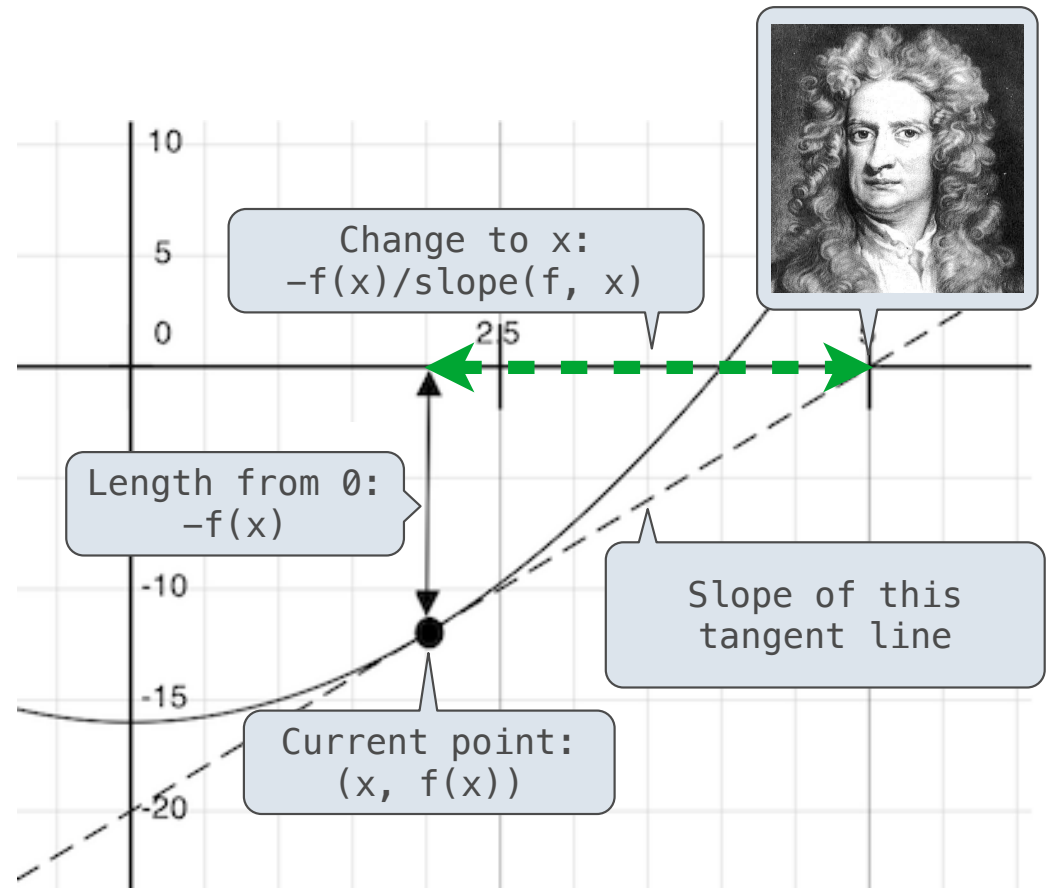 10
Change to x:
−f(x)/slope(f, x)
5
0
2.5
Length from 0:
−f(x)
-10
Slope of this
tangent line
-15
Current point:
(x, f(x))
-20